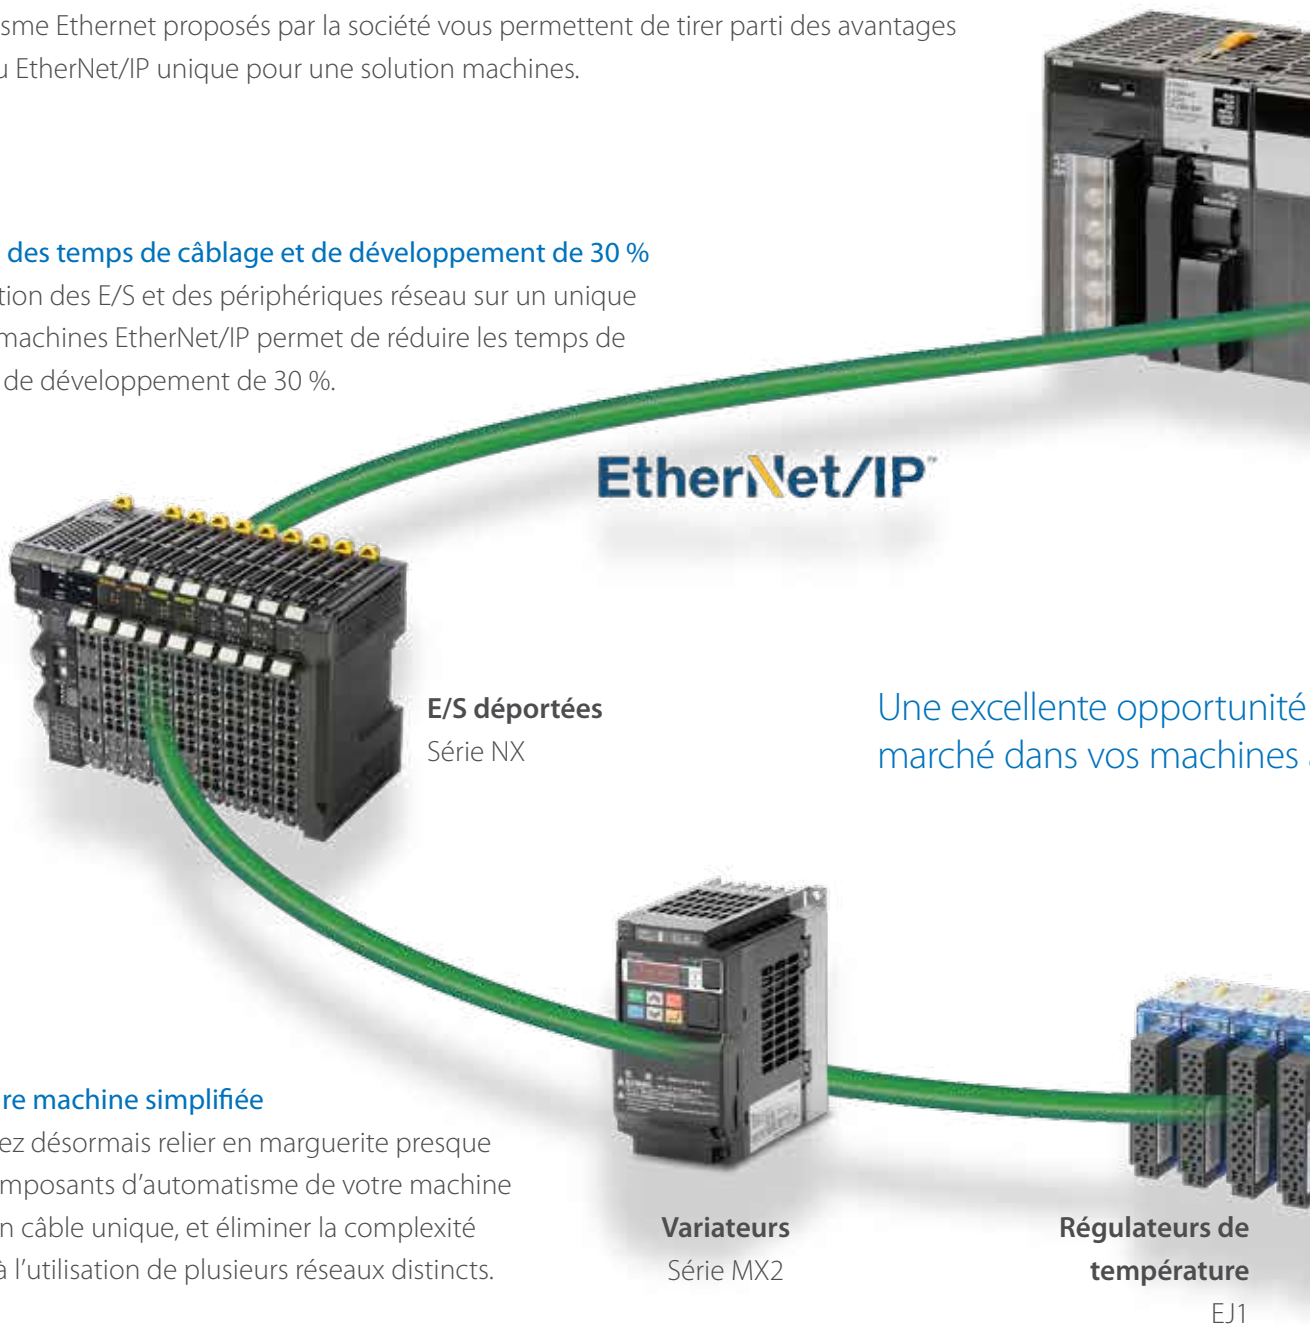 sme Ethernet proposés par la société vous permettent de tirer parti des avantages
u EtherNet/IP unique pour une solution machines.
des temps de câblage et de développement de 30 %
tion des E/S et des périphériques réseau sur un unique
machines EtherNet/IP permet de réduire les temps de
de développement de 30 %.
EtherNet/IP™
E/S déportées
Série NX
Une excellente opportunité
marché dans vos machines
re machine simplifiée
ez désormais relier en marguerite presque
mposants d’automatisme de votre machine
n câble unique, et éliminer la complexité
à l’utilisation de plusieurs réseaux distincts.
Variateurs
Série MX2
Régulateurs de
température
EJ1